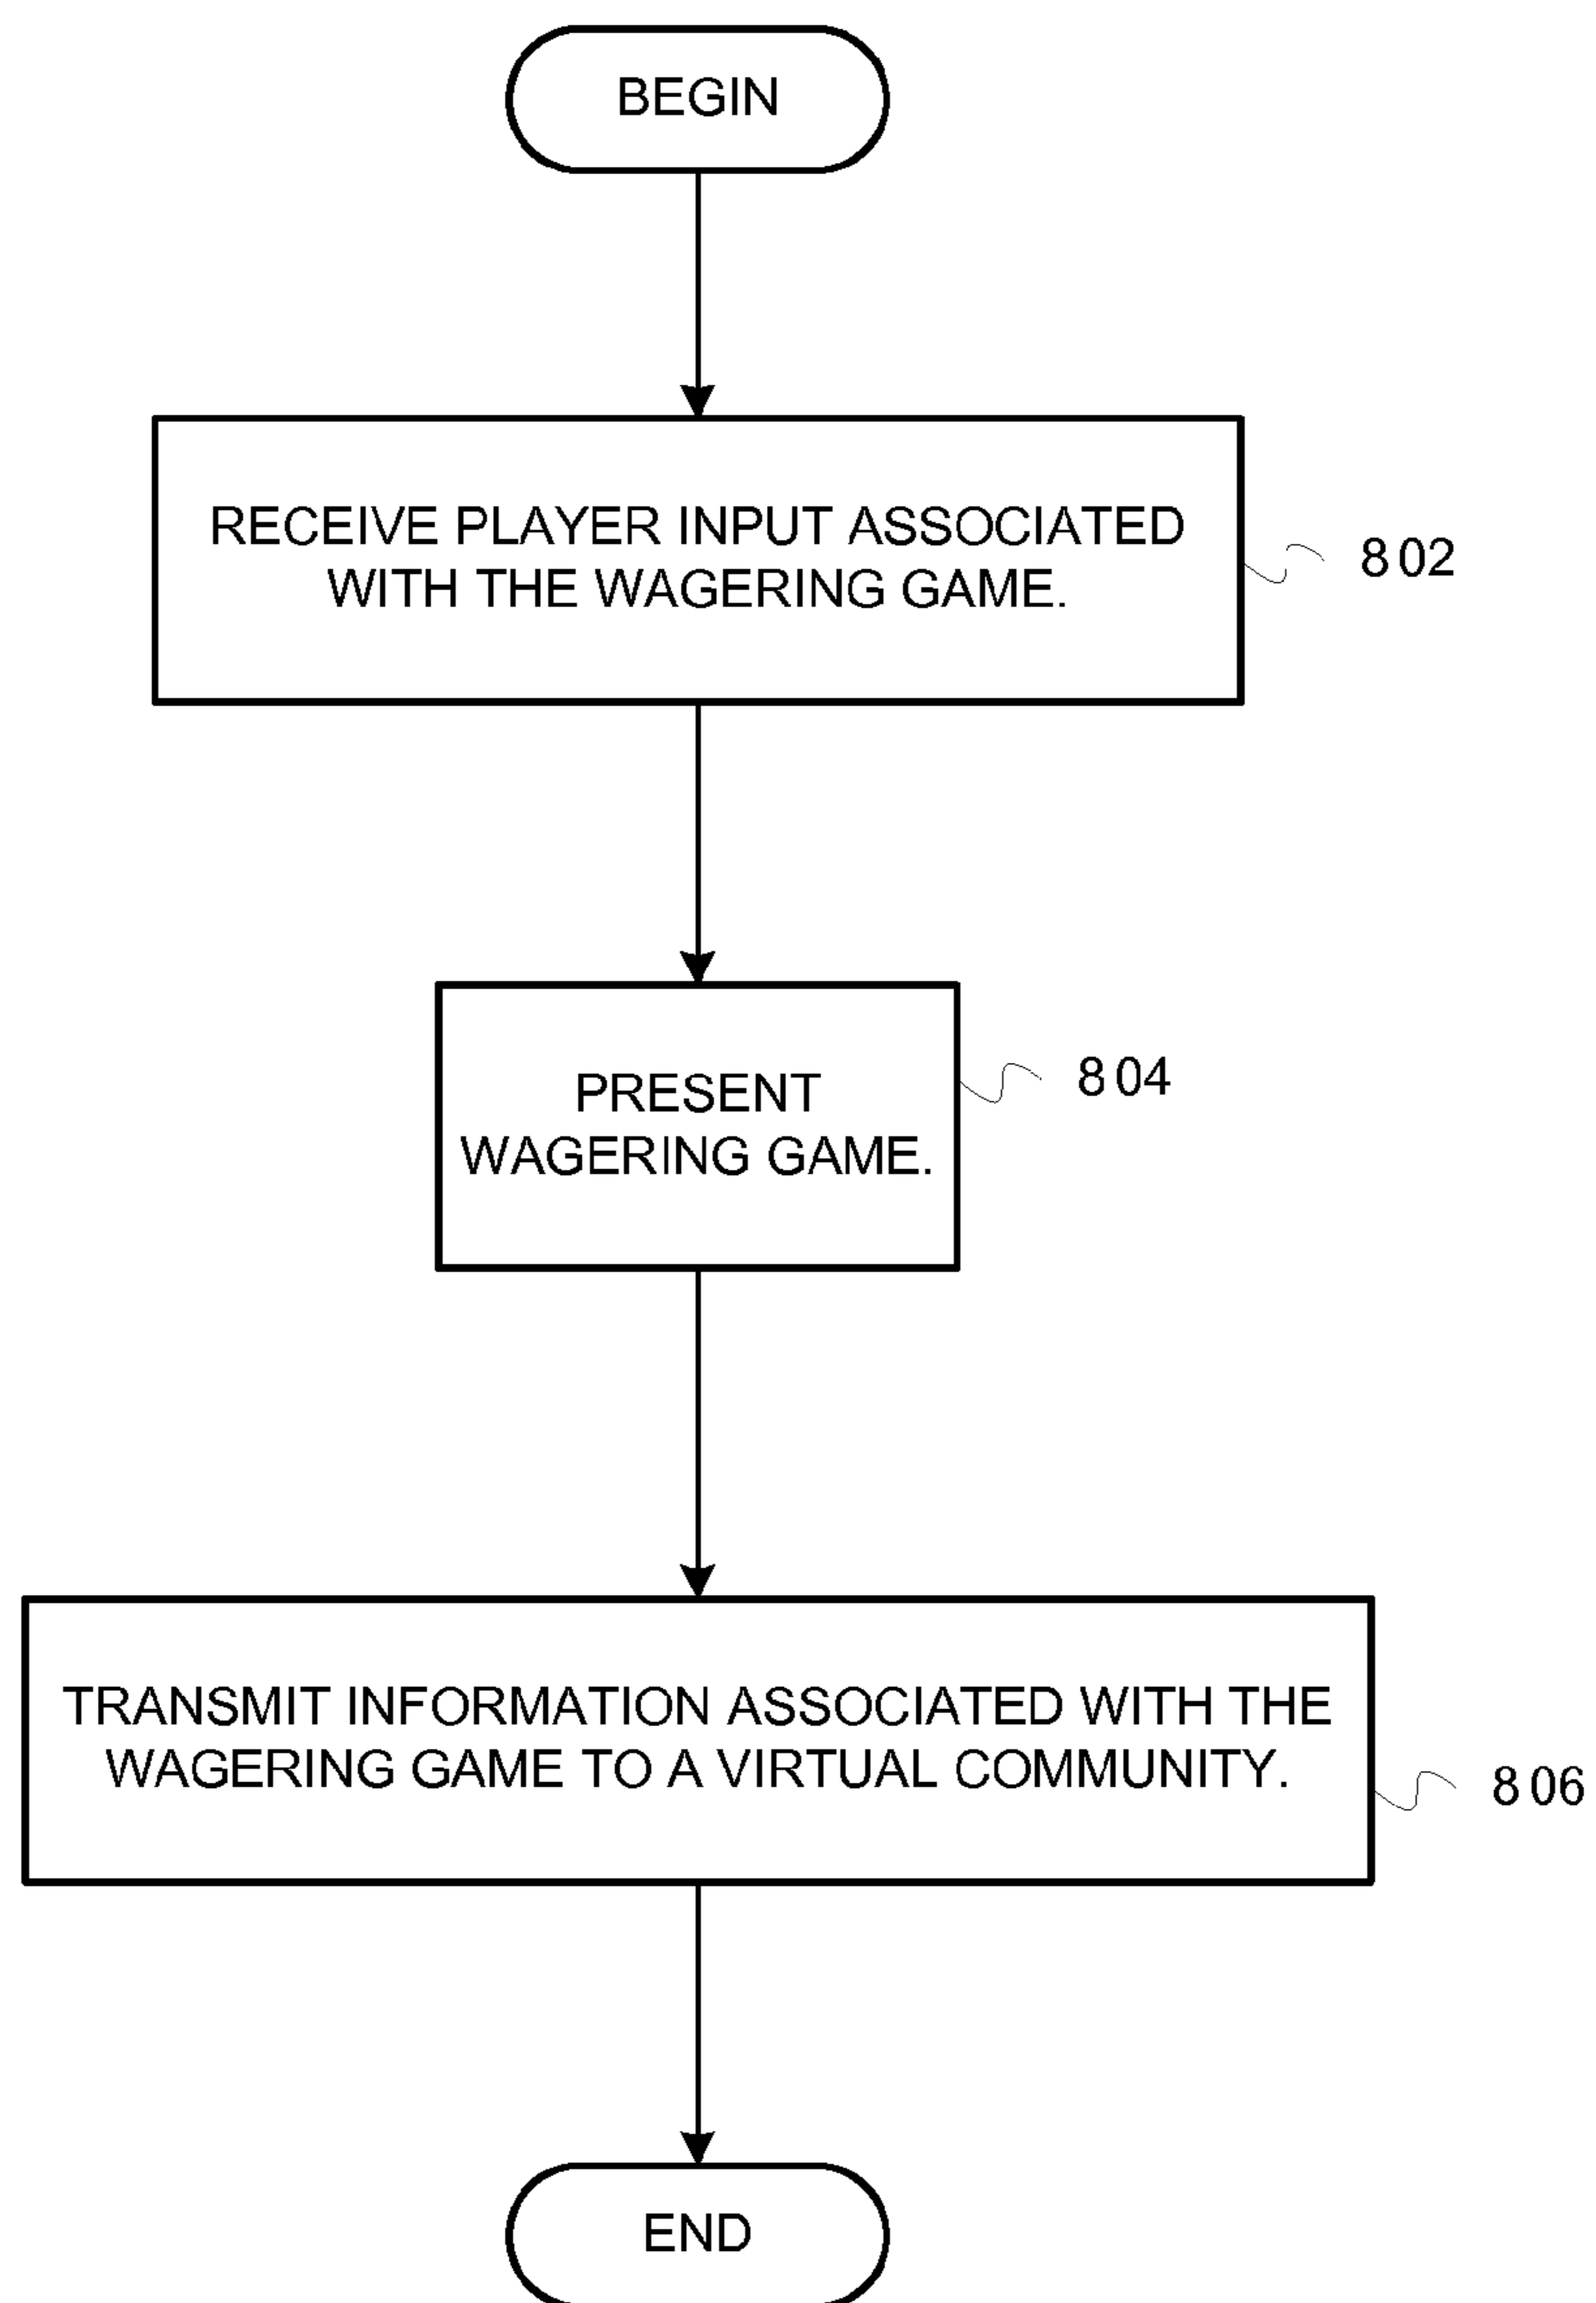 BEGIN
RECEIVE PLAYER INPUT ASSOCIATED
WITH THE WAGERING GAME.
802
PRESENT
WAGERING GAME.
804
TRANSMIT INFORMATION ASSOCIATED WITH THE
WAGERING GAME TO A VIRTUAL COMMUNITY.
806
END